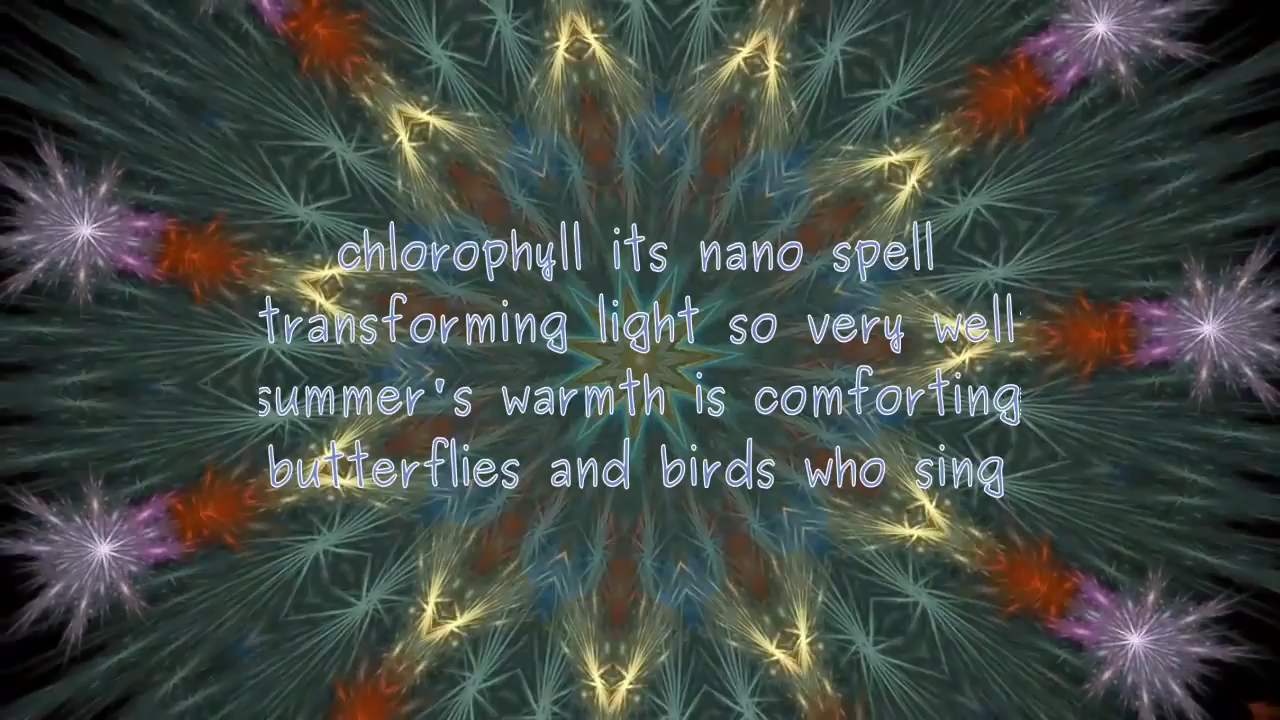 chlorophyll its nano spell
transforming light so very well
summer's warmth is comforting
butterflies and birds who sing